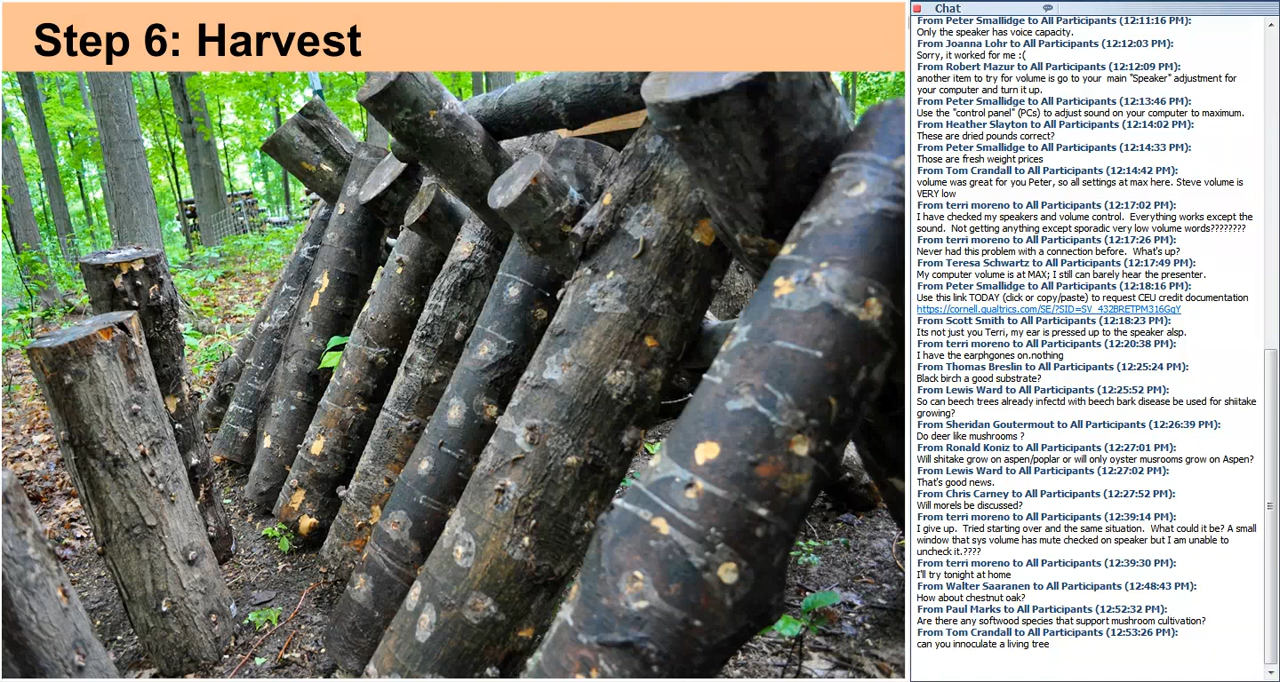 Step 6: Harvest
Chat
From Peter Smallidge to All Participants (12:11:16 PM):
Only the speaker has voice capacity.
From Joanna Lohr to All Participants (12:12:03 PM):
Sorry, it worked for me :(
From Robert Mazur to All Participants (12:12:09 PM):
another item to try for volume is go to your  main "Speaker" adjustment for
your computer and turn it up.
From Peter Smallidge to All Participants (12:13:46 PM):
Use the "control panel" (PCs) to adjust sound on your computer to maximum.
From Heather Slayton to All Participants (12:14:02 PM):
These are dried pounds correct?
From Peter Smallidge to All Participants (12:14:33 PM):
Those are fresh weight prices
From Tom Crandall to All Participants (12:14:42 PM):
volume was great for you Peter, so all settings at max here. Steve volume is
VERY low
From terri moreno to All Participants (12:17:02 PM):
I have checked my speakers and volume control.  Everything works except the
sound.  Not getting anything except sporadic very low volume words????????
From terri moreno to All Participants (12:17:26 PM):
Never had this problem with a connection before.  What's up?
From Teresa Schwartz to All Participants (12:17:49 PM):
My computer volume is at MAX; I still can barely hear the presenter.
From Peter Smallidge to All Participants (12:18:16 PM):
Use this link TODAY (click or copy/paste) to request CEU credit documentation
https://cornell.qualtrics.com/SE/?SID=SV_432BRETPM316GgY
From Scott Smith to All Participants (12:18:23 PM):
Its not just you Terri, my ear is pressed up to the speaker alsp.
From terri moreno to All Participants (12:20:38 PM):
I have the earphgones on.nothing
From Thomas Breslin to All Participants (12:25:24 PM):
Black birch a good substrate?
From Lewis Ward to All Participants (12:25:52 PM):
So can beech trees already infectd with beech bark disease be used for shiitake
growing?
From Sheridan Goutermout to All Participants (12:26:39 PM):
Do deer like mushrooms ?
From Ronald Koniz to All Participants (12:27:01 PM):
Will shitake grow on aspen/poplar or will only oyster musrooms grow on Aspen?
From Lewis Ward to All Participants (12:27:02 PM):
That's good news.
From Chris Carney to All Participants (12:27:52 PM):
Will morels be discussed?
From terri moreno to All Participants (12:39:14 PM):
I give up.  Tried starting over and the same situation.  What could it be? A small
window that sys volume has mute checked on speaker but I am unable to
uncheck it.????
From terri moreno to All Participants (12:39:30 PM):
I'll try tonight at home
From Walter Saaranen to All Participants (12:48:43 PM):
How about chestnut oak?
From Paul Marks to All Participants (12:52:32 PM):
Are there any softwood species that support mushroom cultivation?
From Tom Crandall to All Participants (12:53:26 PM):
can you innoculate a living tree